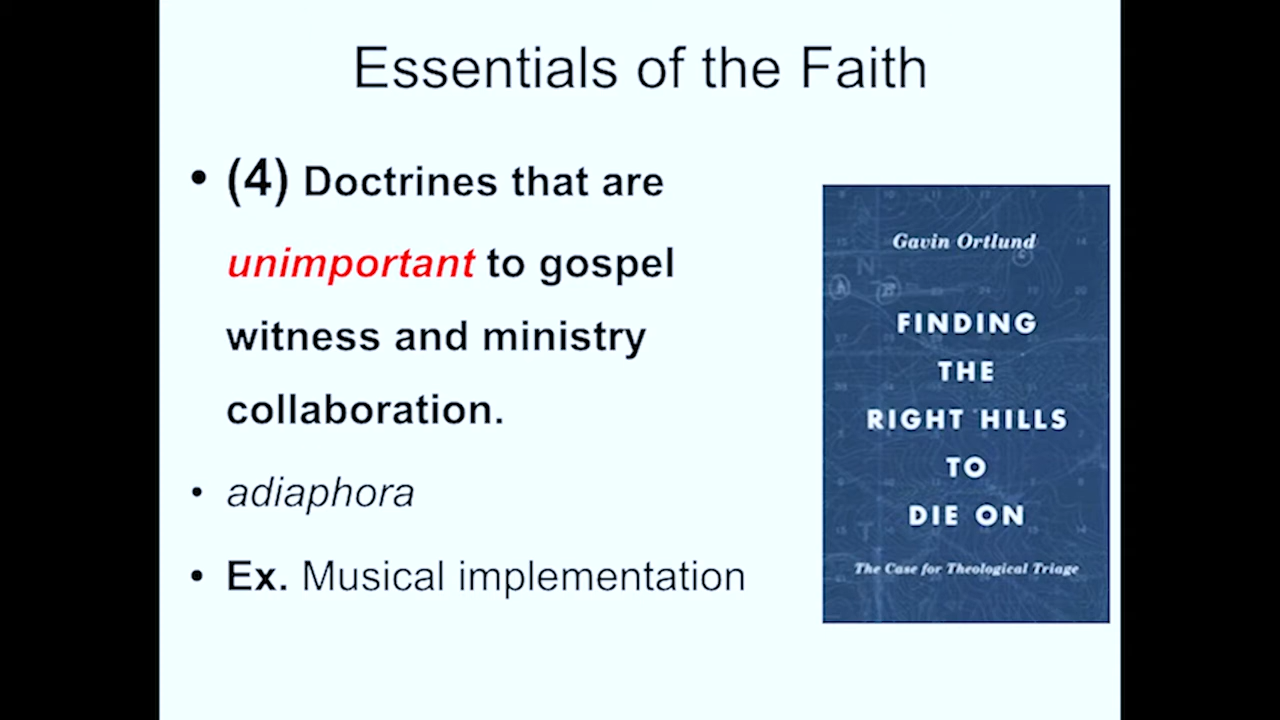 Essentials of the Faith
• (4) Doctrines that are
unimportant to gospel
witness and ministry
collaboration.
• adiaphora
• Ex. Musical implementation
Gavin Ortlund
FINDING
THE
RIGHT HILLS
TO
DIE ON
The Case for Theological Triage